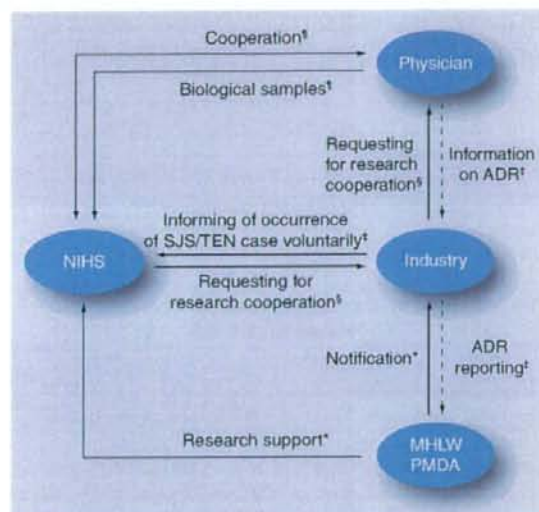 Cooperation§
Physician
Biological samples¶
Requesting
for research
cooperation§
Information
on ADR‡
Informing of occurrence
of SJS/TEN case voluntarily‡
NIHS
Industry
Requesting for
research cooperation§
Notification*
ADR
reporting‡
Research support*
MHLW
PMDA